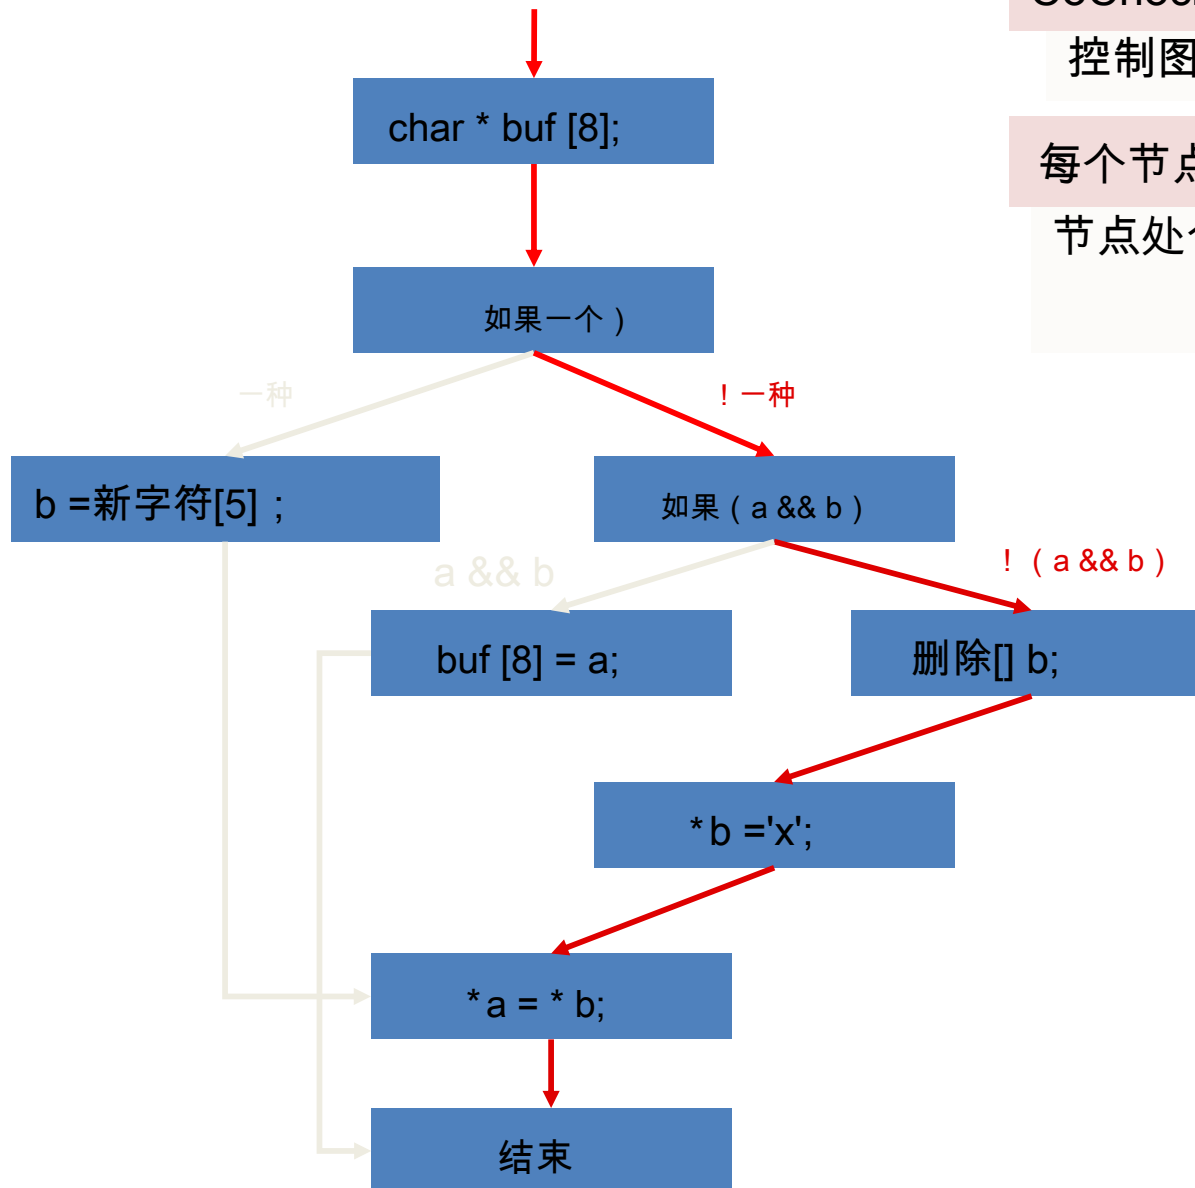 控制图
每个节点
节点处
char * buf [8];
如果一个 )
一种
! 一种
b =新字符[5] ;
如果 ( a && b )
a && b
! ( a && b )
buf [8] = a;
删除[] b;
*b ='x';
*a = * b;
结束